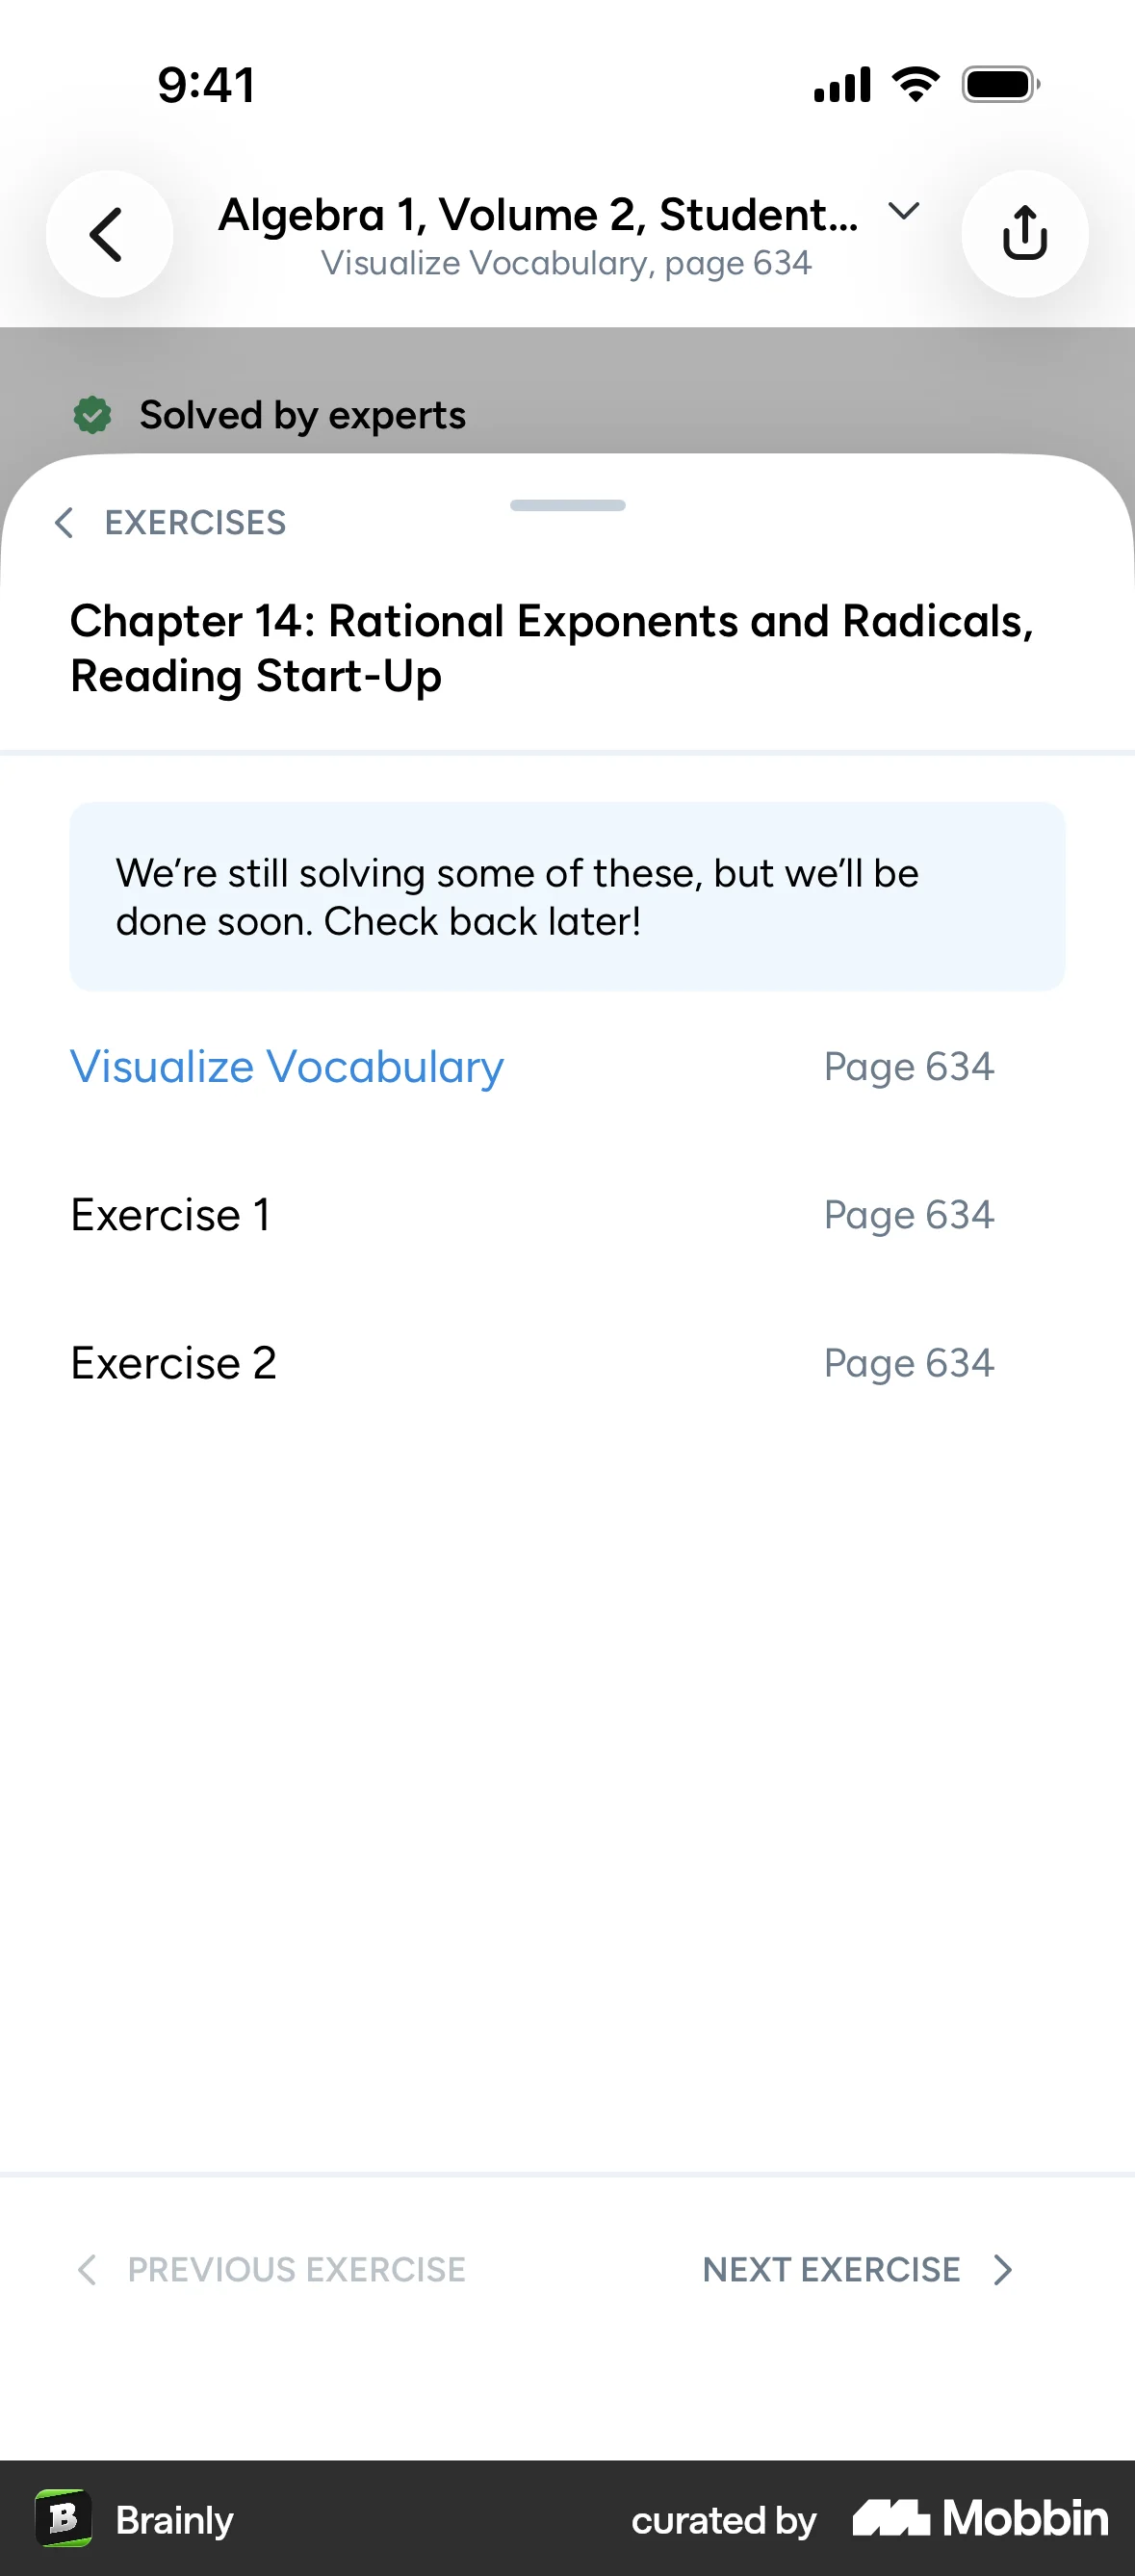 9:41
Algebra 1, Volume 2, Student...
Visualize Vocabulary, page 634
Solved by experts
EXERCISES
Chapter 14: Rational Exponents and Radicals,
Reading Start-Up
We’re still solving some of these, but we’ll be
done soon. Check back later!
Visualize Vocabulary Page 634
Exercise 1 Page 634
Exercise 2 Page 634
PREVIOUS EXERCISE NEXT EXERCISE
B Brainly curated by Mobbin